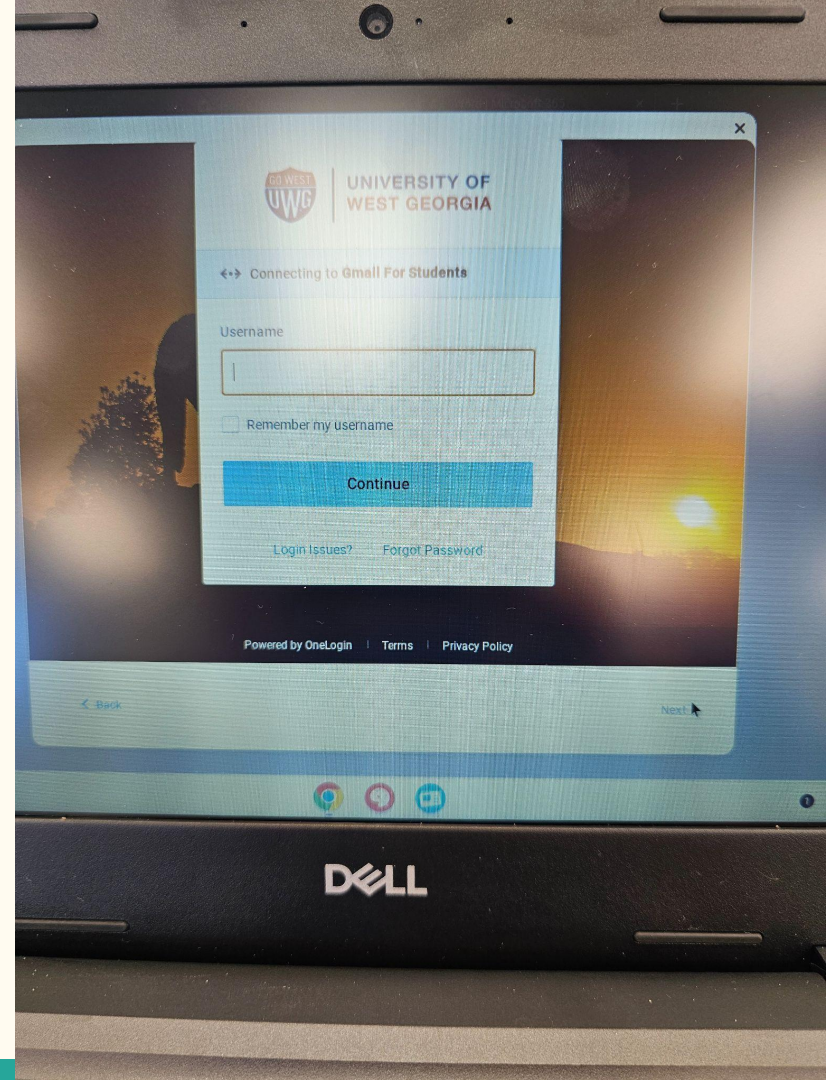 GO WEST
UWG
UNIVERSITY OF
WEST GEORGIA
Connecting to Gmail For Students
Username
Remember my username
Continue
Login Issues? Forgot Password
Powered by OneLogin | Terms | Privacy Policy
Back Next
1
DELL